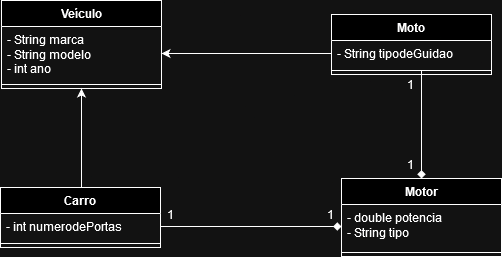 Veículo
- String marca
- String modelo
- int ano
Moto
- String tipodeGuidao
1
1
Carro
- int numerodePortas
1
1
Motor
- double potencia
- String tipo